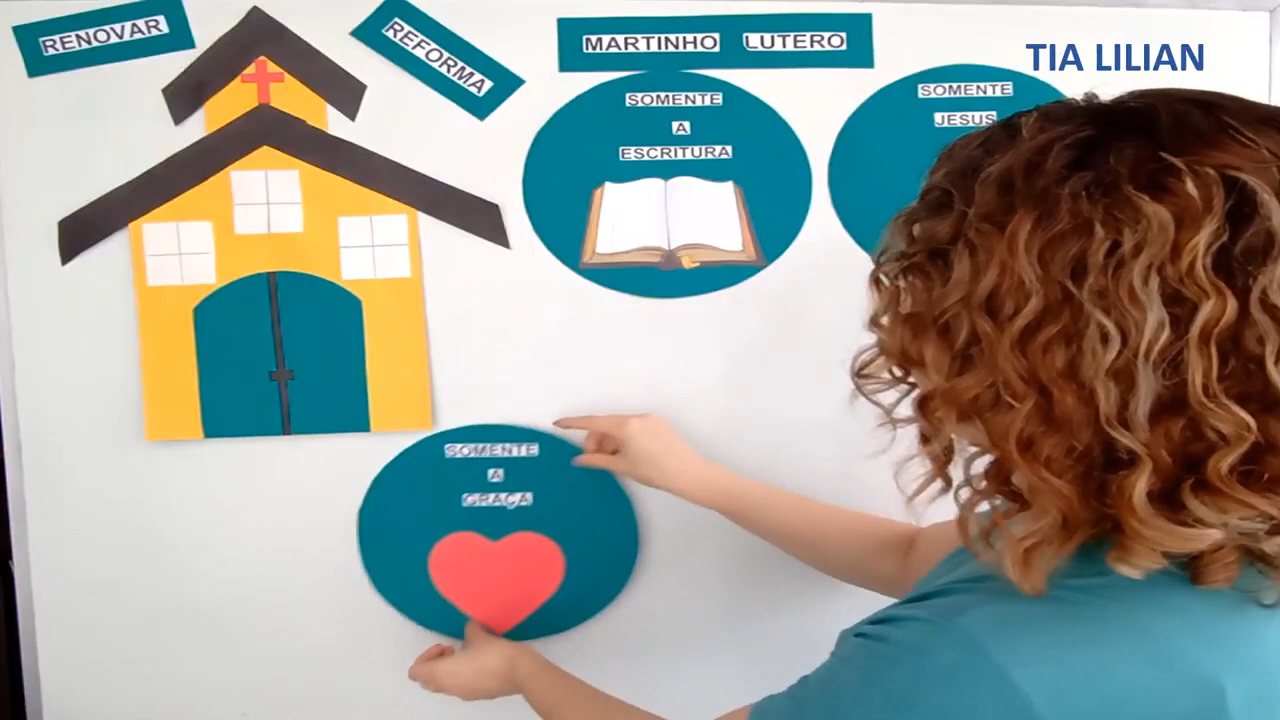 RENOVAR
REFORMA
MARTINHO LUTERO
TIA LILIAN
SOMENTE
A
ESCRITURA
SOMENTE
JESUS
SOMENTE
A
GRAÇA